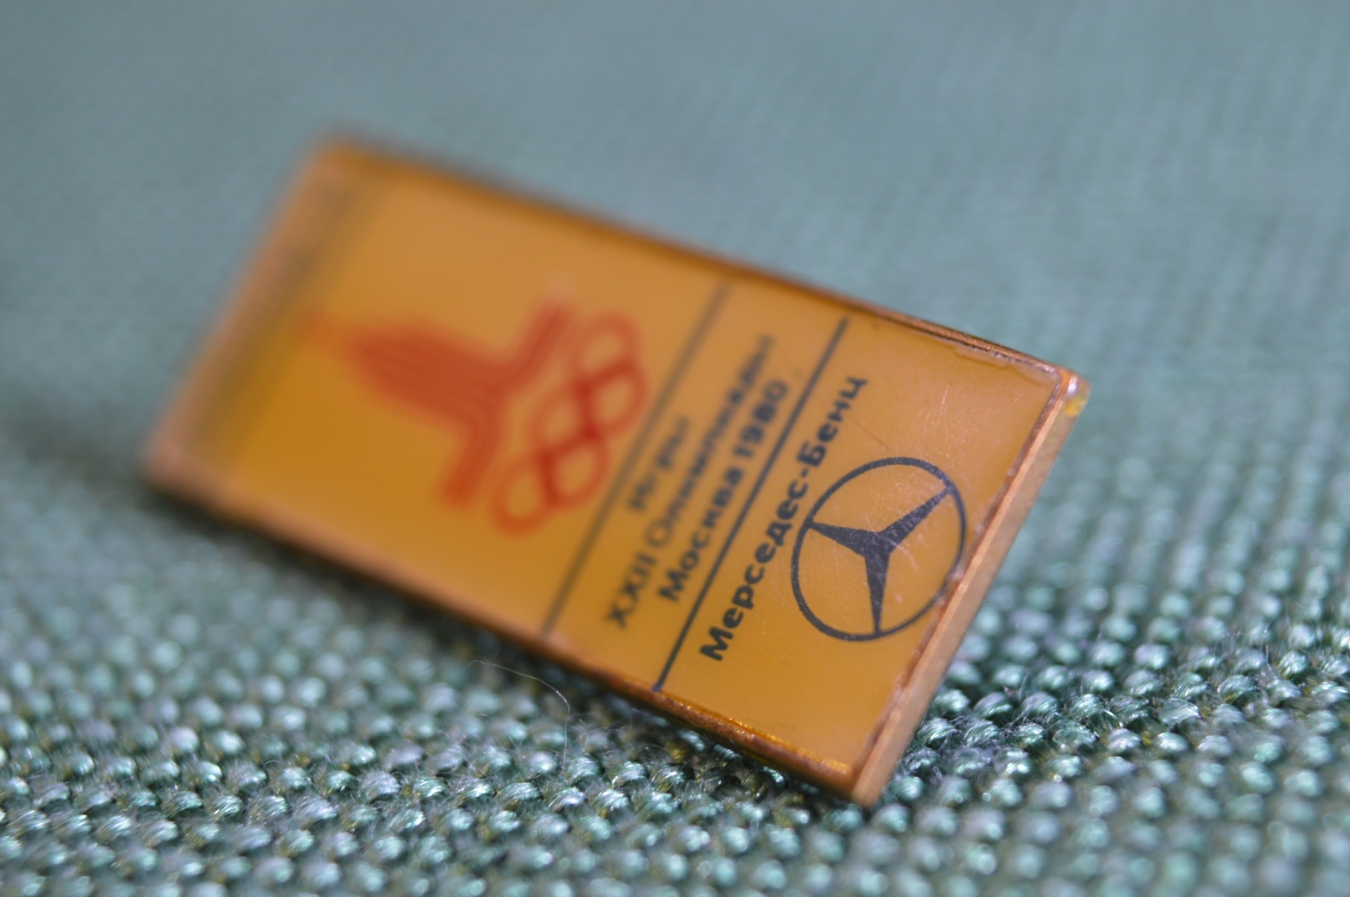 Игры
XXII Олимпиады
Москва 1980
Мерседес-Бенц